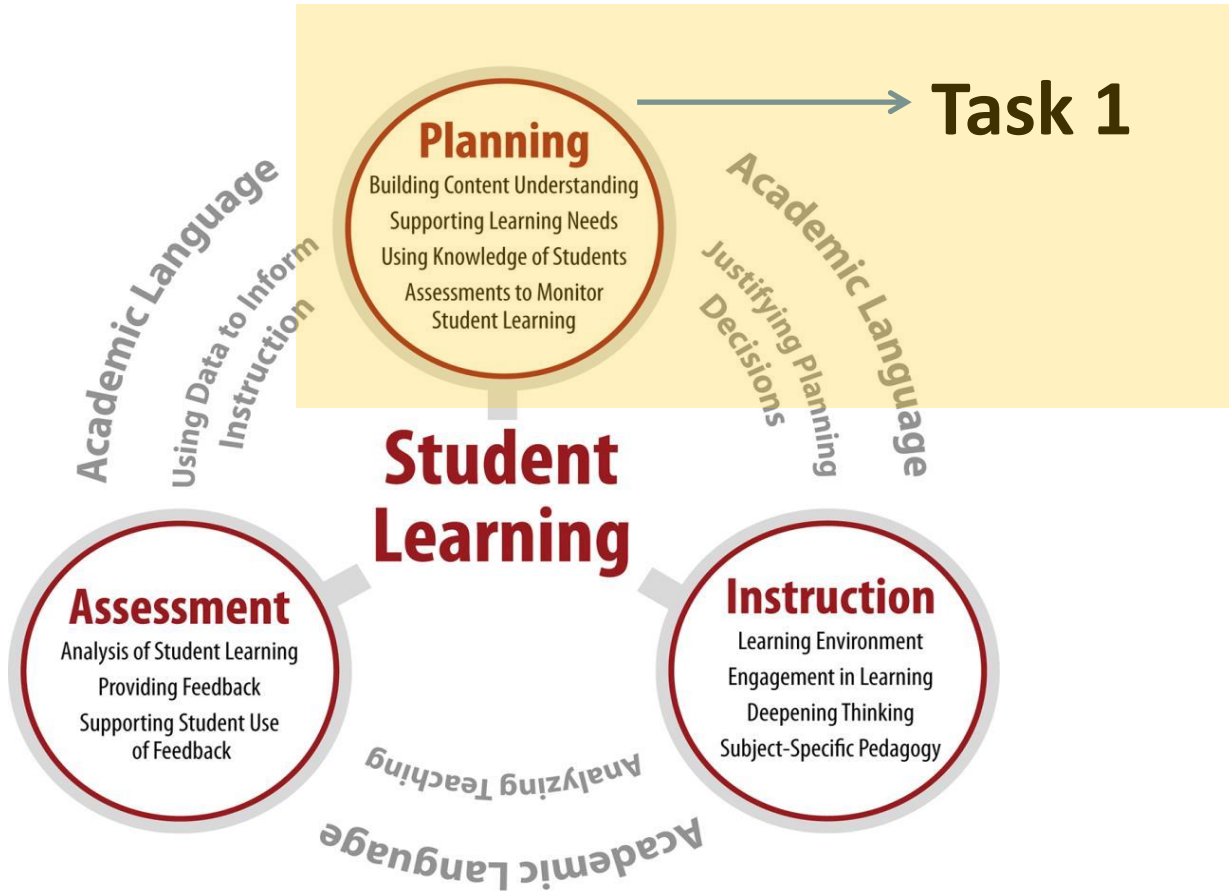 Task 1
Planning
Building Content Understanding
Supporting Learning Needs
Using Knowledge of Students
Assessments to Monitor
Student Learning
Academic Language
Using Data to Inform
Instruction
Academic Language
Justifying Planning
Decisions
Student
Learning
Assessment
Analysis of Student Learning
Providing Feedback
Supporting Student Use
of Feedback
Instruction
Learning Environment
Engagement in Learning
Deepening Thinking
Subject-Specific Pedagogy
Analyzing Teaching
Academic Language